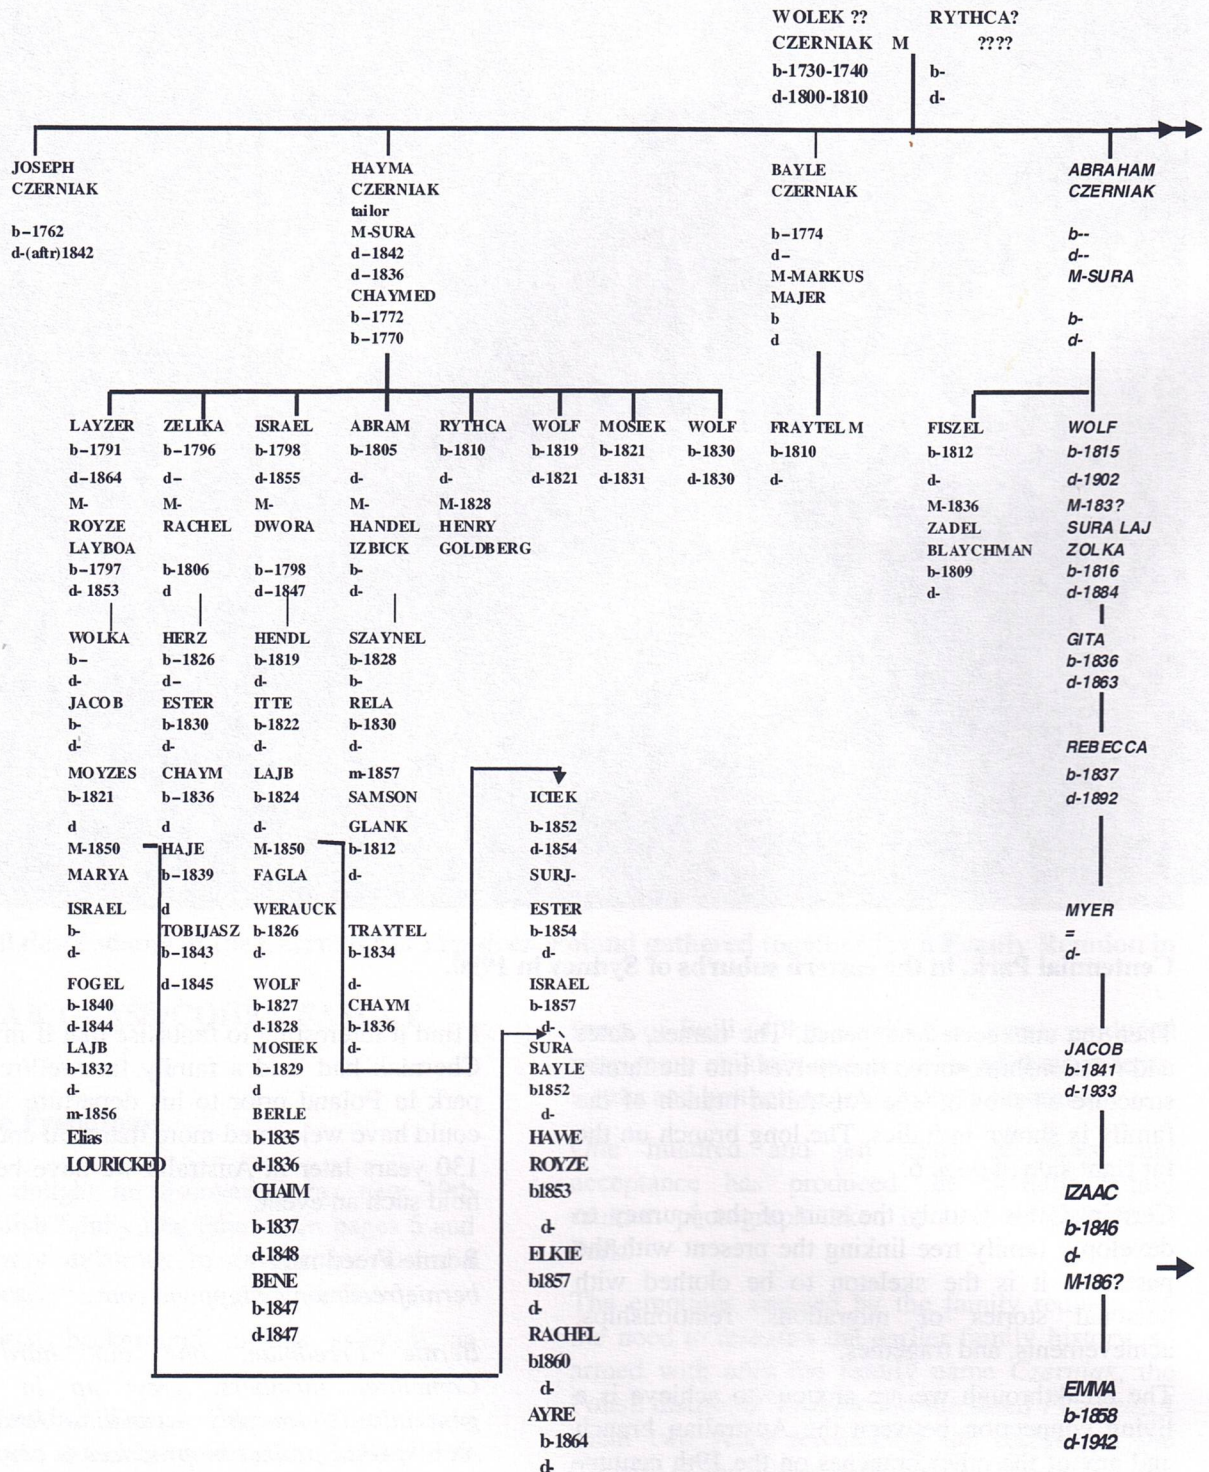 WOLEK ??
CZERNIAK M
b-1730-1740
d-1800-1810
RYTHCA?
????
b-
d-
JOSEPH
CZERNIAK
b-1762
d-(aftr)1842
HAYMA
CZERNIAK
tailor
M-SURA
d-1842
d-1836
CHAYMED
b-1772
b-1770
BAYLE
CZERNIAK
b-1774
d-
M-MARKUS
MAJER
b
d
ABRAHAM
CZERNIAK
b--
d--
M-SURA
b-
d-
LAYZER
b-1791
d-1864
M-
ROYZE
LAYBOA
b-1797
d- 1853
WOLKA
b-
d-
JACOB
b-
d-
MOYZES
b-1821
d
M-1850
MARYA
ISRAEL
b-
d-
FOGEL
b-1840
d-1844
LAJB
b-1832
d-
m-1856
Elias
LOURICKED
ZELIKA
b-1796
d-
M-
RACHEL
b-1806
d
HERZ
b-1826
d-
ESTER
b-1830
d-
CHAYM
b-1836
d
HAJE
b-1839
d
TOBIJASZ
b-1843
d-1845
ISRAEL
b-1798
d-1855
M-
DWORA
b-1798
d-1847
HENDL
b-1819
d-
ITTE
b-1822
d-
LAJB
b-1824
d-
M-1850
FAGLA
WERAUCK
b-1826
d-
WOLF
b-1827
d-1828
MOSIEK
b-1829
d
BERLE
b-1835
d-1836
CHAIM
b-1837
d-1848
BENE
b-1847
d-1847
ABRAM
b-1805
d-
M-
HANDEL
IZBICK
b-
d-
SZAYNEL
b-1828
b-
RELA
b-1830
d-
m-1857
SAMSON
GLANK
b-1812
d-
TRAYTEL
b-1834
d-
CHAYM
b-1836
d-
RYTHCA
b-1810
d-
M-1828
HENRY
GOLDBERG
WOLF
b-1819
d-1821
MOSIEK
b-1821
d-1831
WOLF
b-1830
d-1830
ICIEK
b-1852
d-1854
SURJ-
ESTER
b-1854
d-
ISRAEL
b-1857
d-
SURA
BAYLE
b1852
d-
HAWE
ROYZE
b1853
d-
ELKIE
b1857
d-
RACHEL
b1860
d-
AYRE
b-1864
d-
FRAYTEL M
b-1810
d-
FISZEL
b-1812
d-
M-1836
ZADEL
BLAYCHMAN
b-1809
d-
WOLF
b-1815
d-1902
M-183?
SURA LAJ
ZOLKA
b-1816
d-1884
GITA
b-1836
d-1863
REBECCA
b-1837
d-1892
MYER
=
d-
JACOB
b-1841
d-1933
IZAAC
b-1846
d-
M-186?
EMMA
b-1858
d-1942